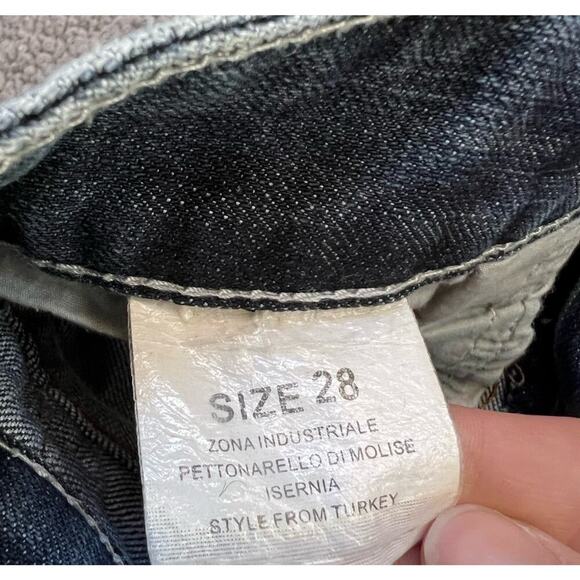 SIZE 28
ZONA INDUSTRIALE
PETTONARELLO DI MOLISE
ISERNIA
STYLE FROM TURKEY